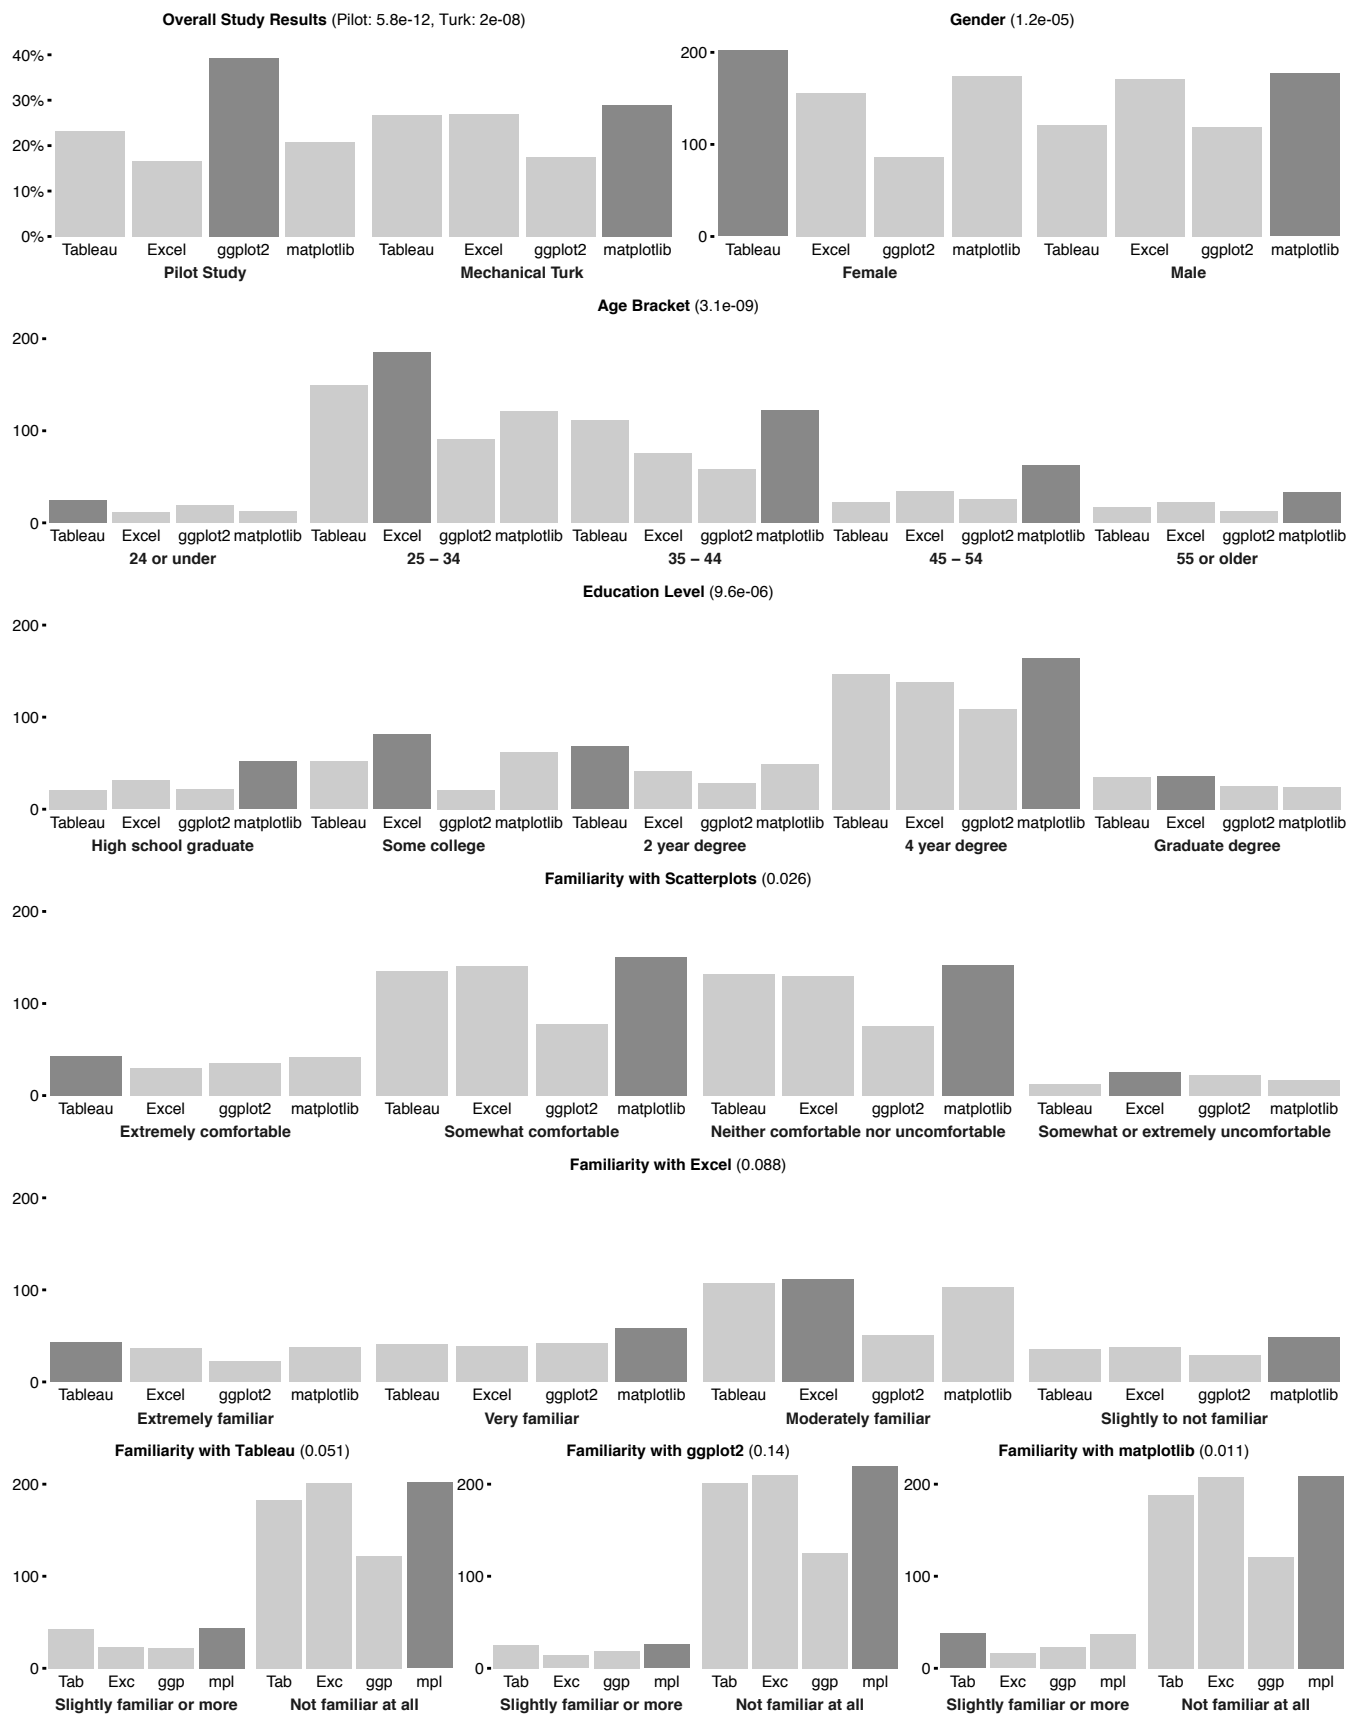 Overall Study Results (Pilot: 5.8e-12, Turk: 2e-08)
40%
30%
20%
10%
0%
Tableau Excel ggplot2 matplotlib Tableau Excel ggplot2 matplotlib
Pilot Study Mechanical Turk
Gender (1.2e-05)
200
100
0
Tableau Excel ggplot2 matplotlib Tableau Excel ggplot2 matplotlib
Female Male
Age Bracket (3.1e-09)
200
100
0
Tableau Excel ggplot2 matplotlib Tableau Excel ggplot2 matplotlib Tableau Excel ggplot2 matplotlib Tableau Excel ggplot2 matplotlib Tableau Excel ggplot2 matplotlib
24 or under 25 – 34 35 – 44 45 – 54 55 or older
Education Level (9.6e-06)
200
100
0
Tableau Excel ggplot2 matplotlib Tableau Excel ggplot2 matplotlib Tableau Excel ggplot2 matplotlib Tableau Excel ggplot2 matplotlib Tableau Excel ggplot2 matplotlib
High school graduate Some college 2 year degree 4 year degree Graduate degree
Familiarity with Scatterplots (0.026)
200
100
0
Tableau Excel ggplot2 matplotlib Tableau Excel ggplot2 matplotlib Tableau Excel ggplot2 matplotlib Tableau Excel ggplot2 matplotlib
Extremely comfortable Somewhat comfortable Neither comfortable nor uncomfortable Somewhat or extremely uncomfortable
Familiarity with Excel (0.088)
200
100
0
Tableau Excel ggplot2 matplotlib Tableau Excel ggplot2 matplotlib Tableau Excel ggplot2 matplotlib Tableau Excel ggplot2 matplotlib
Extremely familiar Very familiar Moderately familiar Slightly to not familiar
Familiarity with Tableau (0.051)
200
100
0
Tab Exc ggp mpl Tab Exc ggp mpl
Slightly familiar or more Not familiar at all
Familiarity with ggplot2 (0.14)
200
100
0
Tab Exc ggp mpl Tab Exc ggp mpl
Slightly familiar or more Not familiar at all
Familiarity with matplotlib (0.011)
200
100
0
Tab Exc ggp mpl Tab Exc ggp mpl
Slightly familiar or more Not familiar at all